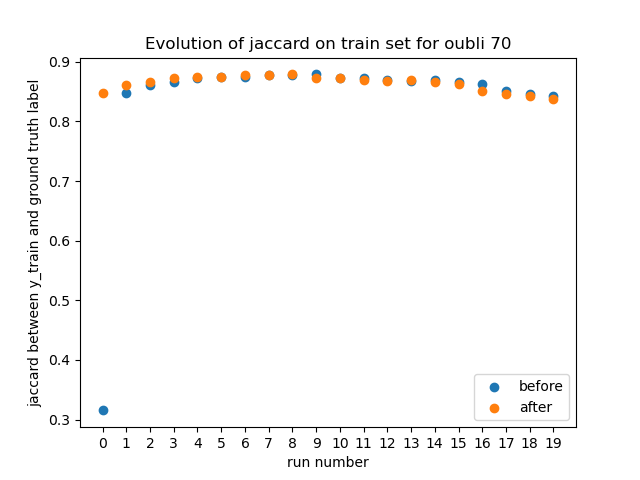 Evolution of jaccard on train set for oubli 70
jaccard between y_train and ground truth label
0.9
0.8
0.7
0.6
0.5
0.4
0.3
before
after
0 1 2 3 4 5 6 7 8 9 10 11 12 13 14 15 16 17 18 19
run number